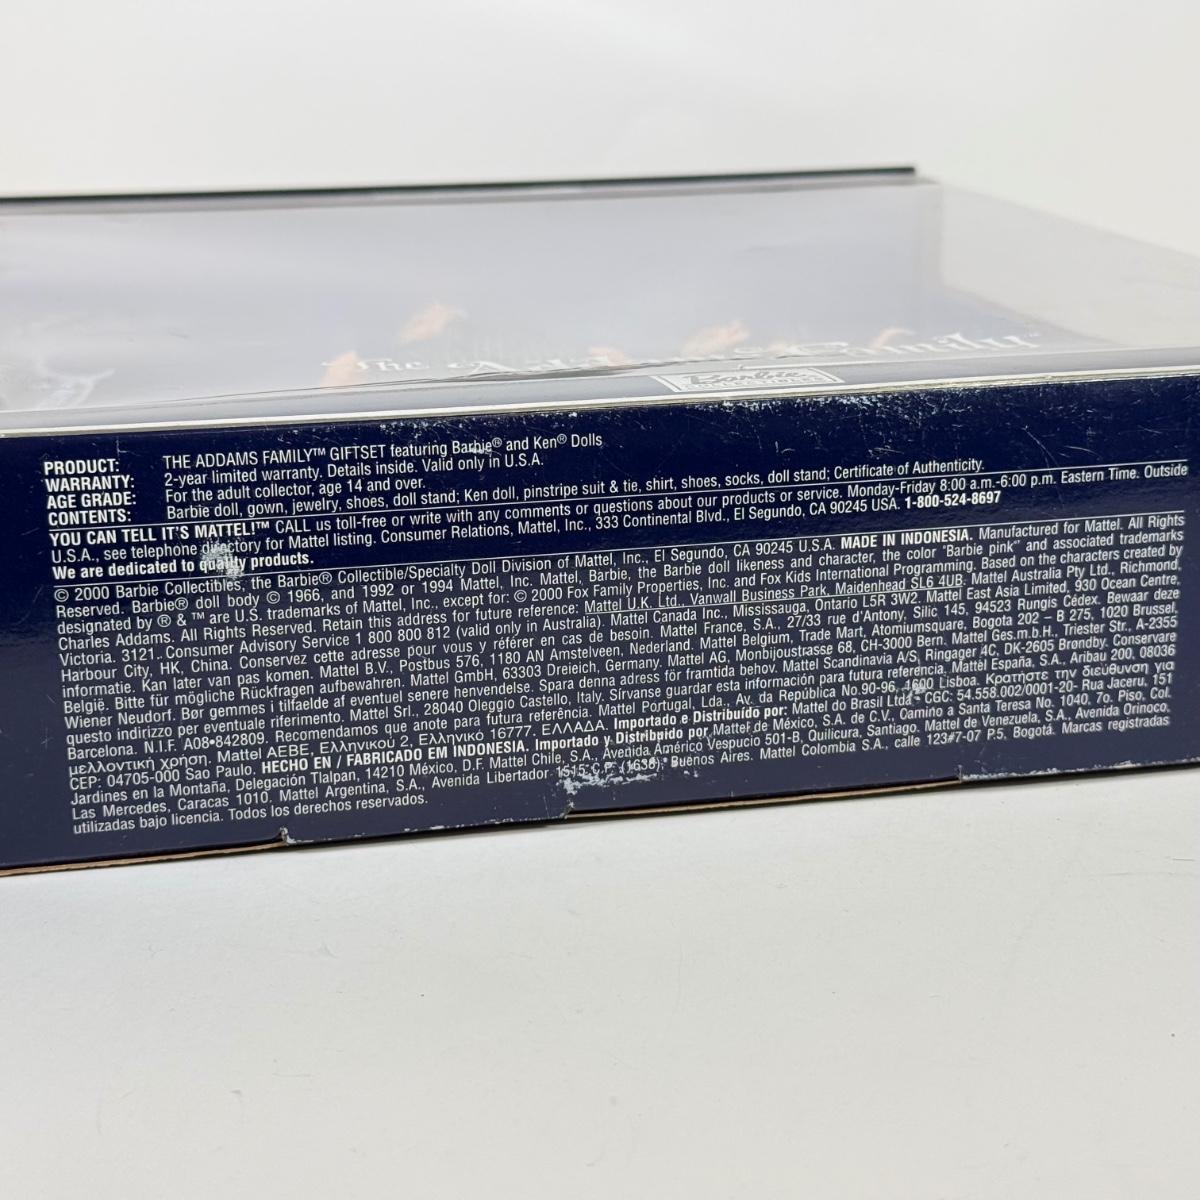 The Addams Family™
Barbie
PRODUCT: THE ADDAMS FAMILY™ GIFTSET featuring Barbie® and Ken® Dolls
WARRANTY: 2-year limited warranty. Details inside. Valid only in U.S.A.
AGE GRADE: For the adult collector, age 14 and over.
CONTENTS: Barbie doll, gown, jewelry, shoes, doll stand; Ken doll, pinstripe suit & tie, shirt, shoes, socks, doll stand; Certificate of Authenticity.
YOU CAN TELL IT'S MATTEL!™ CALL us toll-free or write with any comments or questions about our products or service. Monday-Friday 8:00 a.m.-6:00 p.m. Eastern Time. Outside
U.S.A., see telephone directory for Mattel listing. Consumer Relations, Mattel, Inc., 333 Continental Blvd., El Segundo, CA 90245 USA. 1-800-524-8697
We are dedicated to quality products.
© 2000 Barbie Collectibles, the Barbie® Collectible/Specialty Doll Division of Mattel, Inc., El Segundo, CA 90245 U.S.A. MADE IN INDONESIA. Manufactured for Mattel. All Rights
Reserved. Barbie® doll body © 1966, and 1992 or 1994 Mattel, Inc. Mattel, Barbie, the Barbie doll likeness and character, the color "Barbie pink" and associated trademarks
designated by ® & ™ are U.S. trademarks of Mattel, Inc., except for: © 2000 Fox Family Properties, Inc. and Fox Kids International Programming. Based on the characters created by
Charles Addams. All Rights Reserved. Retain this address for future reference: Mattel U.K. Ltd., Vanwall Business Park, Maidenhead SL6 4UB. Mattel Australia Pty Ltd., Richmond,
Victoria. 3121. Consumer Advisory Service 1 800 800 812 (valid only in Australia). Mattel Canada Inc., Mississauga, Ontario L5R 3W2. Mattel East Asia Limited, 930 Ocean Centre,
Harbour City, HK, China. Conservez cette adresse pour vous y référer en cas de besoin. Mattel France, S.A., 27/33 rue d'Antony, Silic 145, 94523 Rungis Cédex. Bewaar deze
informatie. Kan later van pas komen. Mattel B.V., Postbus 576, 1180 AN Amstelveen, Nederland. Mattel Belgium, Trade Mart, Atomiumsquare, Bogota 202 – B 275, 1020 Brussel,
België. Bitte für mögliche Rückfragen aufbewahren. Mattel GmbH, 63303 Dreieich, Germany. Mattel AG, Monbijoustrasse 68, CH-3000 Bern. Mattel Ges.m.b.H., Triester Str., A-2355
Wiener Neudorf. Bør gemmes i tilfælde af eventuel senere henvendelse. Spara denna adress för framtida behov. Mattel Scandinavia A/S, Ringager 4C, DK-2605 Brøndby. Conservare
questo indirizzo per eventuale riferimento. Mattel Srl., 28040 Oleggio Castello, Italy. Sírvanse guardar esta información para futura referencia. Mattel España, S.A., Aribau 200, 08036
Barcelona. N.I.F. A08•842809. Recomendamos que anote para futura referência. Mattel Portugal, Lda., Av. da República No.90-96, 1600 Lisboa. Κρατήστε την διεύθυνση για
μελλοντική χρήση. Mattel AEBE, Ελληνικού 2, Ελληνικό 16777, ΕΛΛΑΔΑ. Importado e Distribuído por: Mattel do Brasil Ltda - CGC: 54.558.002/0001-20- Rua Jaceru, 151
CEP: 04705-000 Sao Paulo. HECHO EN / FABRICADO EM INDONESIA. Importado y Distribuido por Mattel de México, S.A. de C.V., Camino a Santa Teresa No. 1040, 7o, Piso, Col.
Jardines en la Montaña, Delegación Tlalpan, 14210 México, D.F. Mattel Chile, S.A., Avenida Américo Vespucio 501-B, Quilicura, Santiago. Mattel de Venezuela, S.A., Avenida Orinoco,
Las Mercedes, Caracas 1010. Mattel Argentina, S.A., Avenida Libertador 1515 C.P. (1638), Buenos Aires. Mattel Colombia S.A., calle 123#7-07 P.5, Bogotá. Marcas registradas
utilizadas bajo licencia. Todos los derechos reservados.